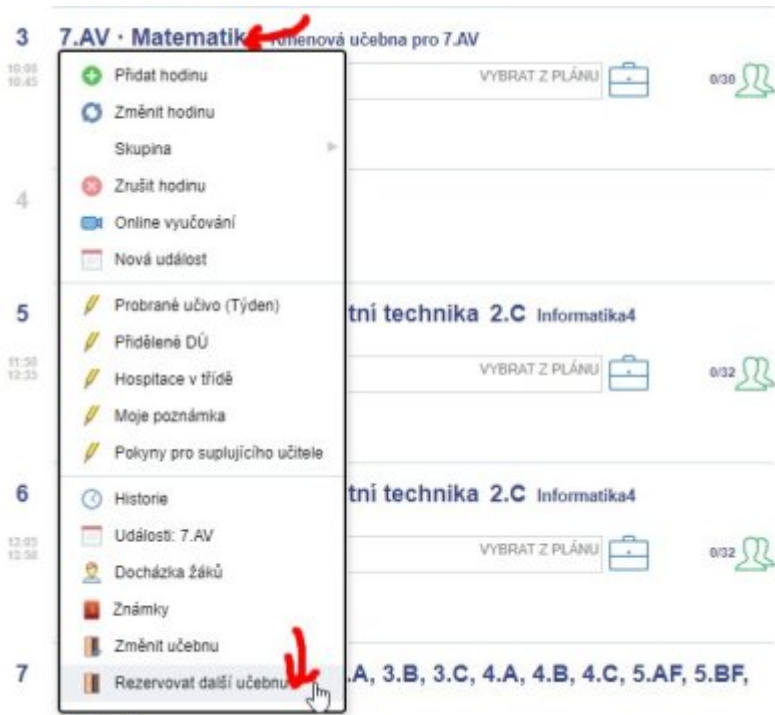 3 7.AV · Matematik Kmenová učebna pro 7.AV
10:00
10:45
Přidat hodinu
VYBRAT Z PLÁNU
0/30
Změnit hodinu
Skupina
Zrušit hodinu
4
Online vyučování
Nová událost
Probrané učivo (Týden)
5 tní technika 2.C Informatika4
Přidělené DÚ
11:50
12:35
Hospitace v třídě
VYBRAT Z PLÁNU
0/32
Moje poznámka
Pokyny pro suplujícího učitele
6 Historie tní technika 2.C Informatika4
Události: 7.AV
VYBRAT Z PLÁNU
0/32
Docházka žáků
Známky
Změnit učebnu
7 Rezervovat další učebnu .A, 3.B, 3.C, 4.A, 4.B, 4.C, 5.AF, 5.BF,